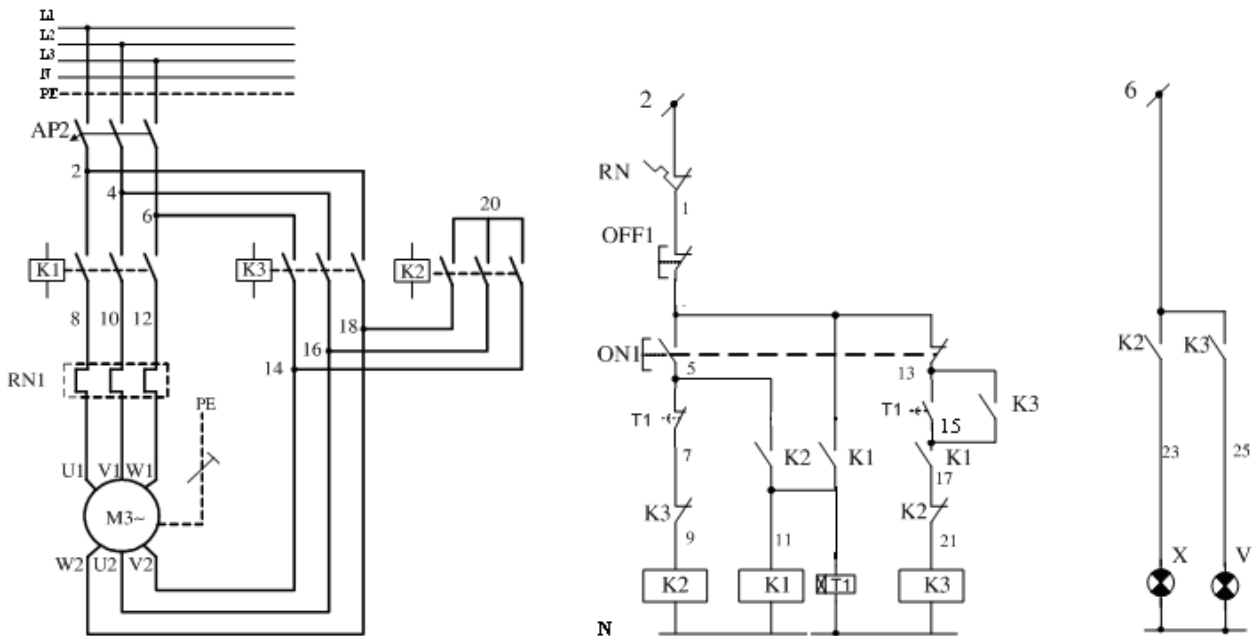 L1
L2
L3
N
PE
AP2
2
4
6
20
K1
K3
K2
8
10
12
18
16
14
RN1
PE
U1
V1
W1
M3~
W2
U2
V2
2
RN
1
OFF1
ON1
5
13
T1
T1
K3
15
7
K2
K1
K1
17
K3
K2
9
11
21
K2
K1
T1
K3
N
6
K2
K3
23
25
X
V